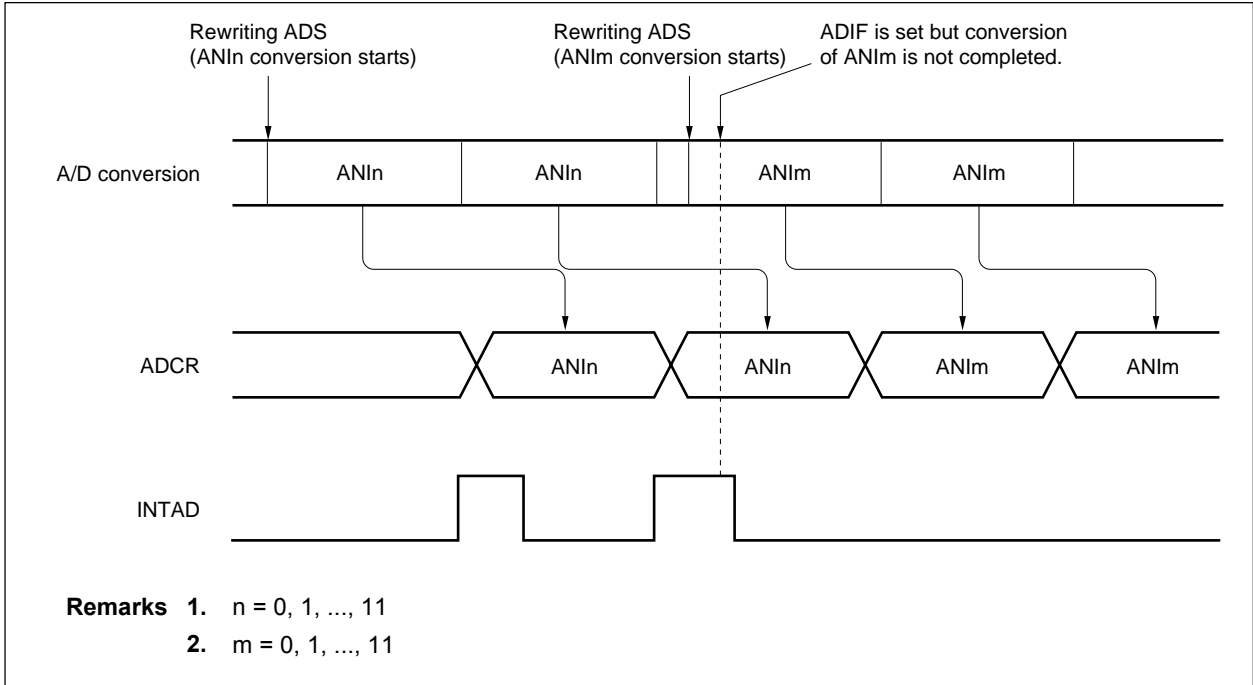 Rewriting ADS
(ANIn conversion starts)
Rewriting ADS
(ANIm conversion starts)
ADIF is set but conversion
of ANIm is not completed.
A/D conversion
ANIn
ANIn
ANIm
ANIm
ADCR
ANIn
ANIn
ANIm
ANIm
INTAD
Remarks 1. n = 0, 1, ..., 11
2. m = 0, 1, ..., 11